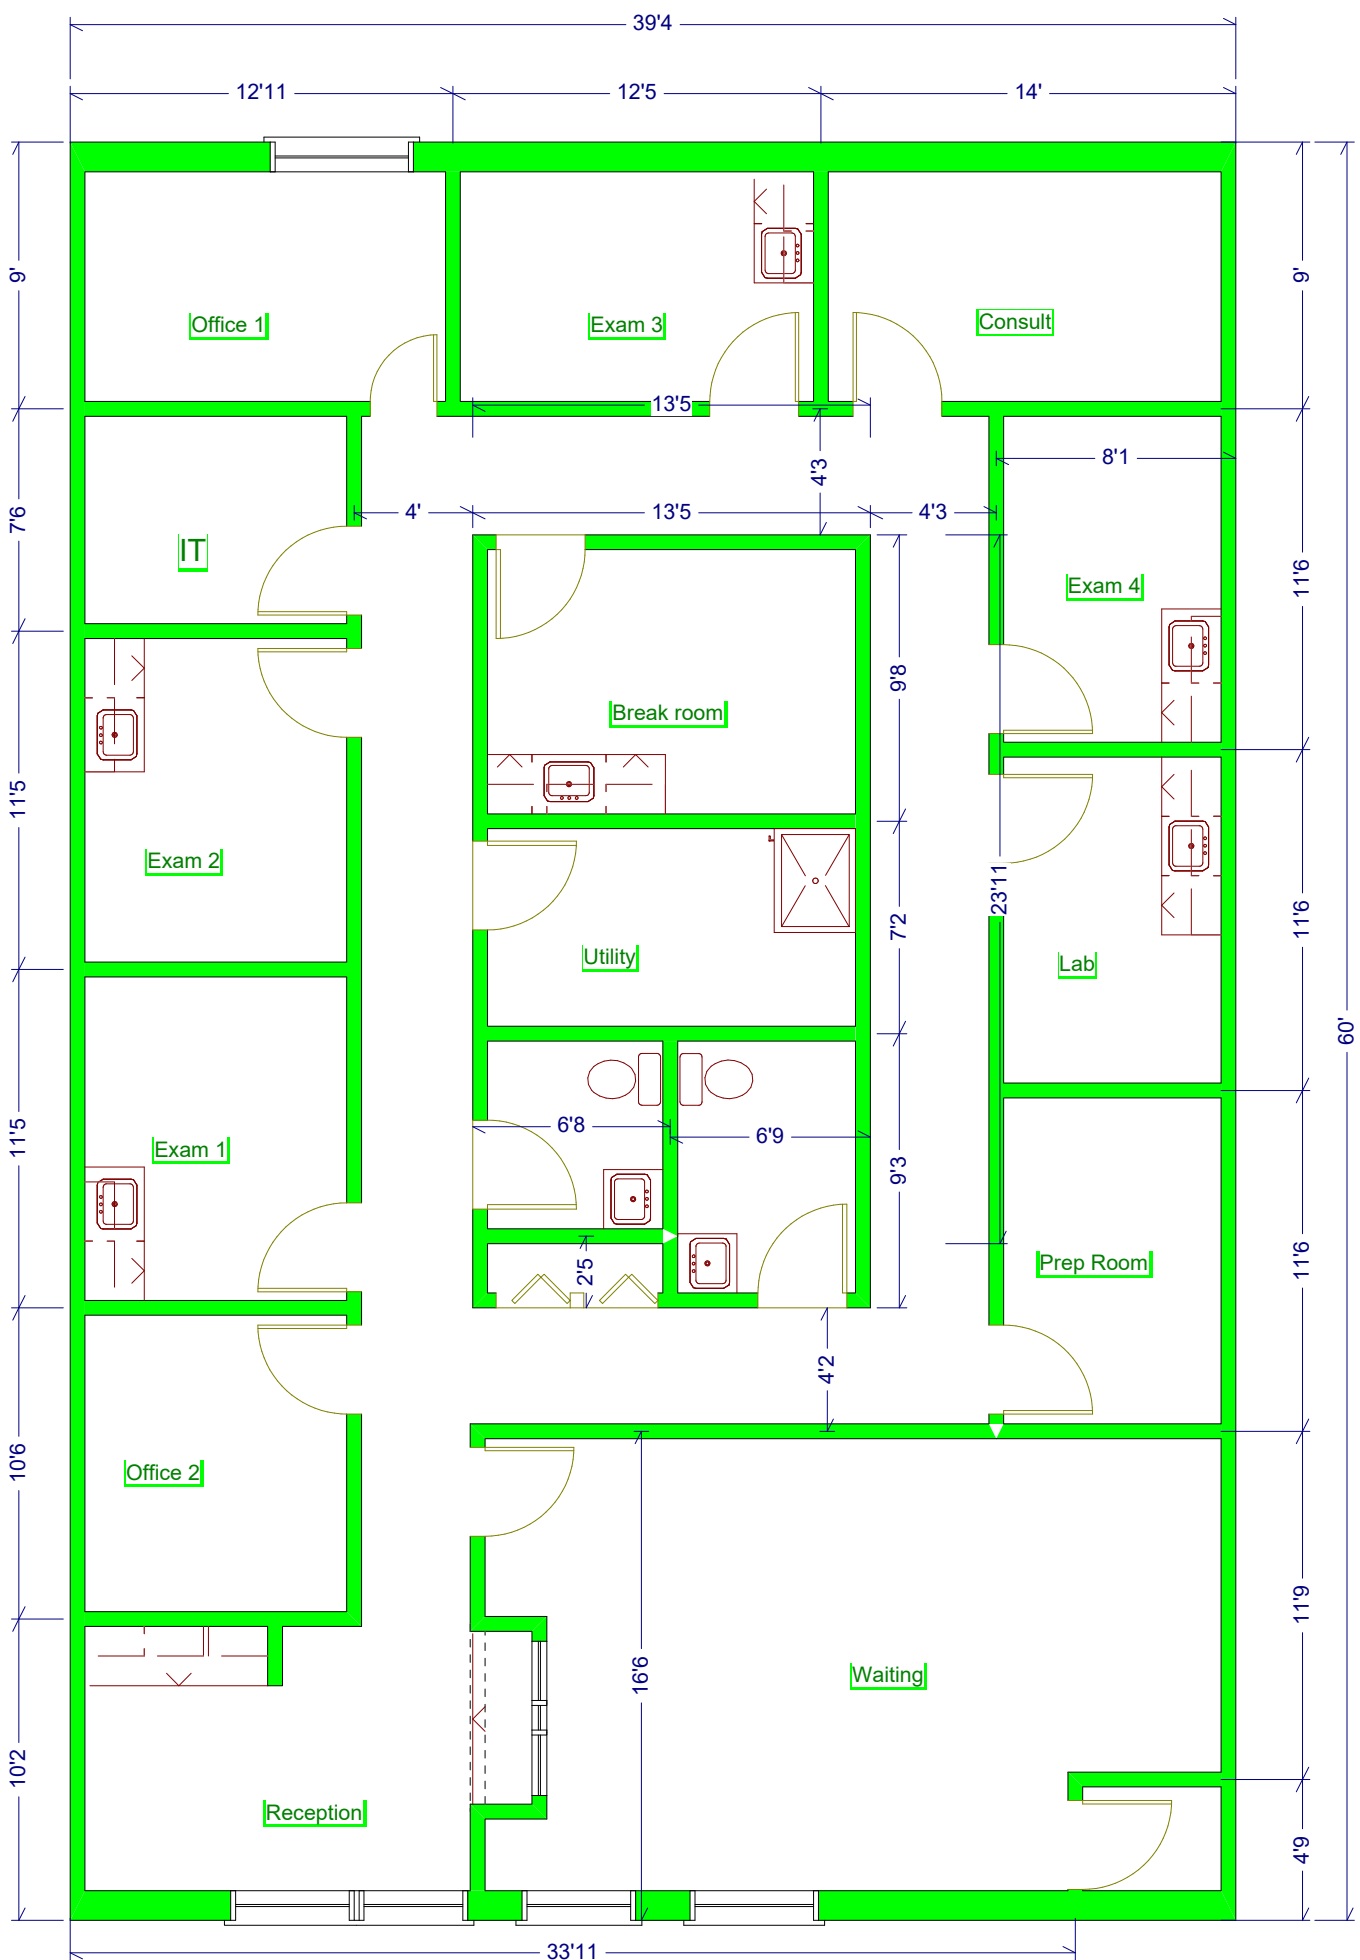 39'4
12'11
12'5
14'
9'
9'
Office 1
Exam 3
Consult
13'5
8'1
4'3
7'6
4'
13'5
4'3
IT
Exam 4
11'6
60'
9'8
Break room
11'5
Exam 2
23'11
11'6
7'2
Utility
Lab
6'8
6'9
11'5
Exam 1
9'3
Prep Room
11'6
2'5
4'2
10'6
Office 2
11'9
16'6
Waiting
10'2
Reception
4'9
33'11